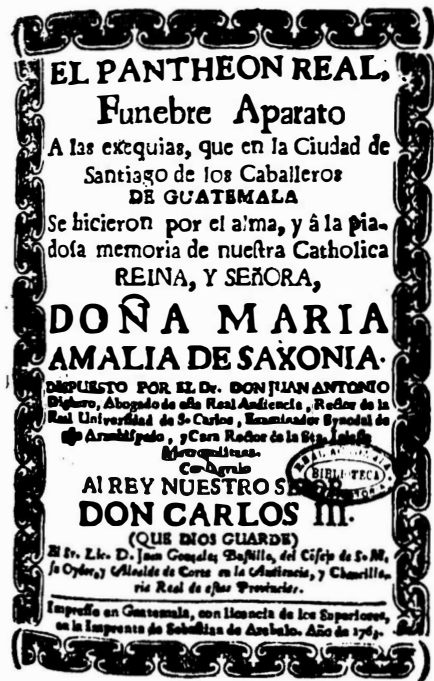 EL PANTHEON REAL,
Funebre Aparato
A las exequias, que en la Ciudad de
Santiago de los Caballeros
DE GUATEMALA
Se hicieron por el alma, y â la pia-
dosa memoria de nuestra Catholica
REINA, Y SEÑORA,
DOÑA MARIA
AMALIA DE SAXONIA.
DISPUESTO POR EL Dr. DON JUAN ANTONIO
Dighero, Abogado de esta Real Audiencia, Rector de la
Real Universidad de S. Carlos, Examinador Synodal de
este Arzobispado, y Cura Rector de la Sta. Iglesia
Metropolitana.
Al REY NUESTRO
DON CARLOS III.
(QUE DIOS GUARDE)
El Sr. Lic. D. Juan Gonzalez Bustillo, del Cösejo de S. M.
su Oydor, y Alcalde de Corte en la Audiencia, y Chancille-
ria Real de estas Provincias.
Impresso en Guatemala, con licencia de los Superiores,
en la Imprenta de Sebastian de Arebalo. Año de 1763.
BIBLIOTECA